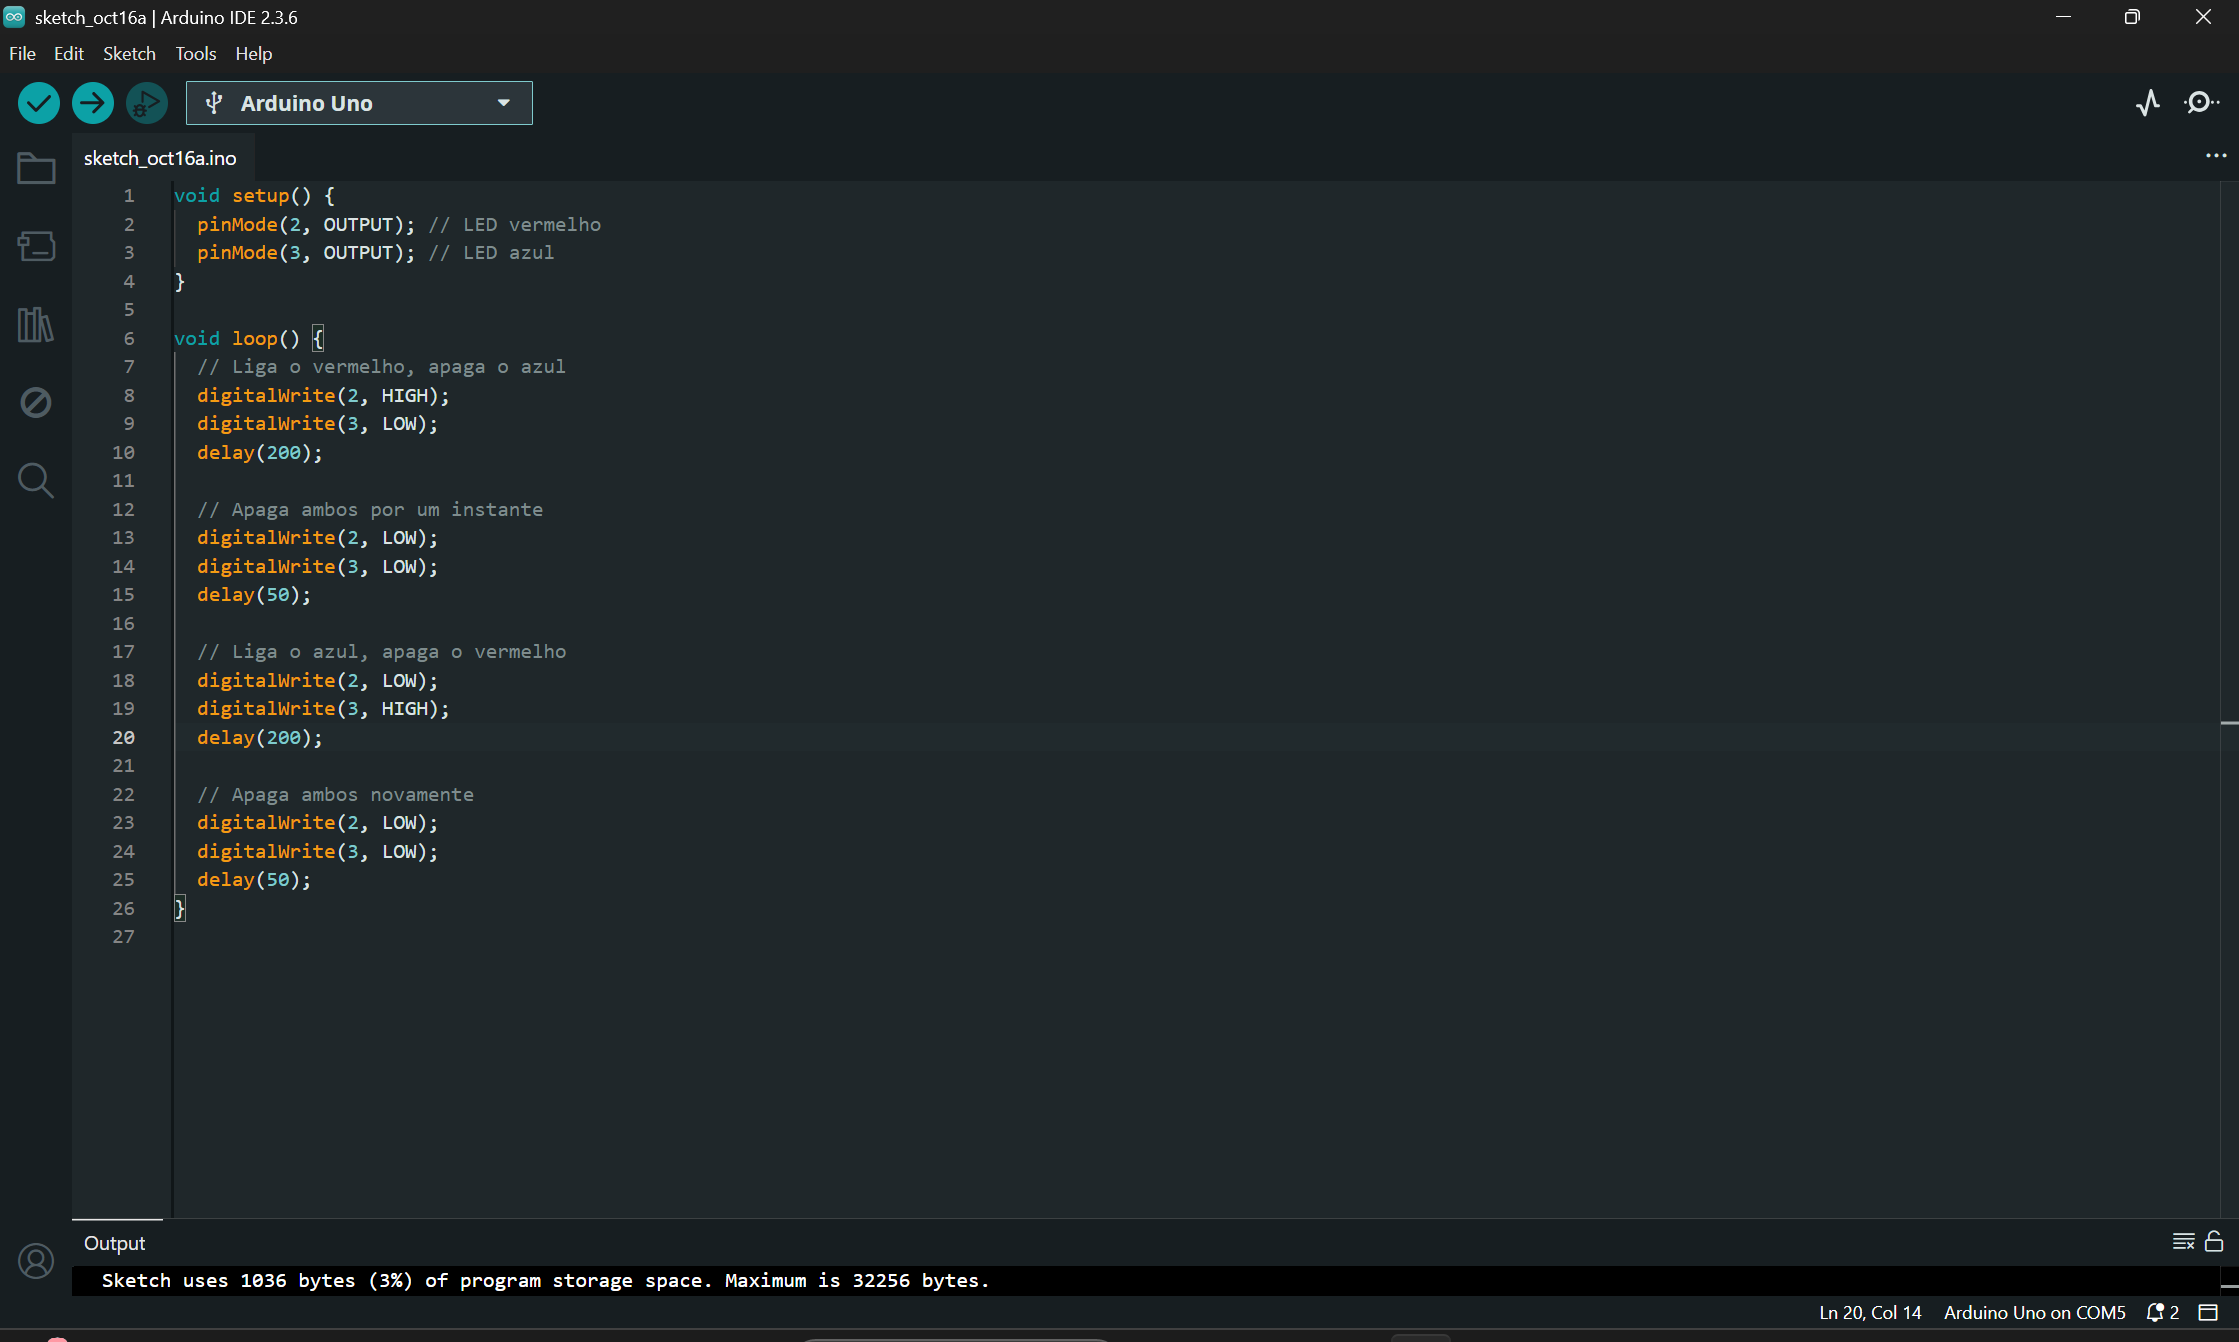 sketch_oct16a | Arduino IDE 2.3.6
File Edit Sketch Tools Help
Arduino Uno
sketch_oct16a.ino
1 void setup() {
2 pinMode(2, OUTPUT); // LED vermelho
3 pinMode(3, OUTPUT); // LED azul
4 }
5
6 void loop() {
7 // Liga o vermelho, apaga o azul
8 digitalWrite(2, HIGH);
9 digitalWrite(3, LOW);
10 delay(200);
11
12 // Apaga ambos por um instante
13 digitalWrite(2, LOW);
14 digitalWrite(3, LOW);
15 delay(50);
16
17 // Liga o azul, apaga o vermelho
18 digitalWrite(2, LOW);
19 digitalWrite(3, HIGH);
20 delay(200);
21
22 // Apaga ambos novamente
23 digitalWrite(2, LOW);
24 digitalWrite(3, LOW);
25 delay(50);
26 }
27
Output
Sketch uses 1036 bytes (3%) of program storage space. Maximum is 32256 bytes.
Ln 20, Col 14 Arduino Uno on COM5 2